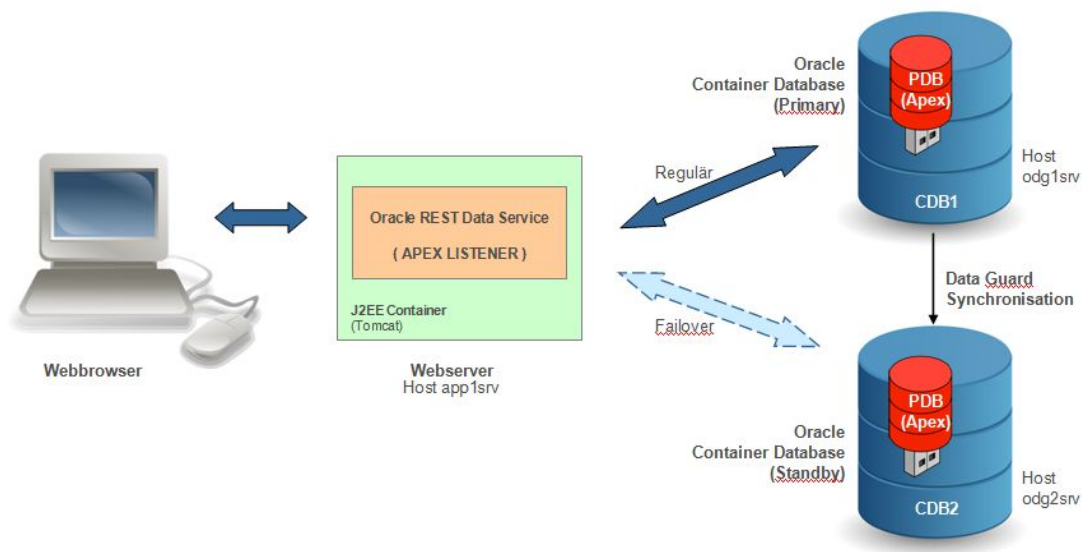 Webbrowser
Oracle REST Data Service
( APEX LISTENER )
J2EE Container
(Tomcat)
Webserver
Host app1srv
Regulär
Failover
Oracle
Container Database
(Primary)
PDB
(Apex)
CDB1
Host
odg1srv
Data Guard
Synchronisation
Oracle
Container Database
(Standby)
PDB
(Apex)
CDB2
Host
odg2srv